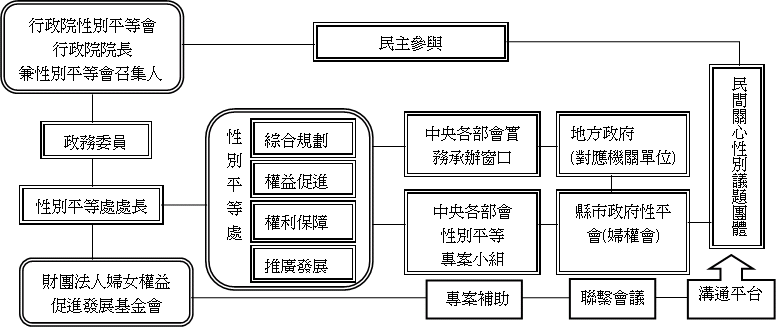 行政院性別平等會
行政院院長
兼性別平等會召集人
民主參與
政務委員
性別平等處處長
性別平等處
綜合規劃
權益促進
權利保障
推廣發展
中央各部會實
務承辦窗口
地方政府
(對應機關單位)
中央各部會
性別平等
專案小組
縣市政府性平
會(婦權會)
民間關心性別議題團體
財團法人婦女權益
促進發展基金會
專案補助
聯繫會議
溝通平台